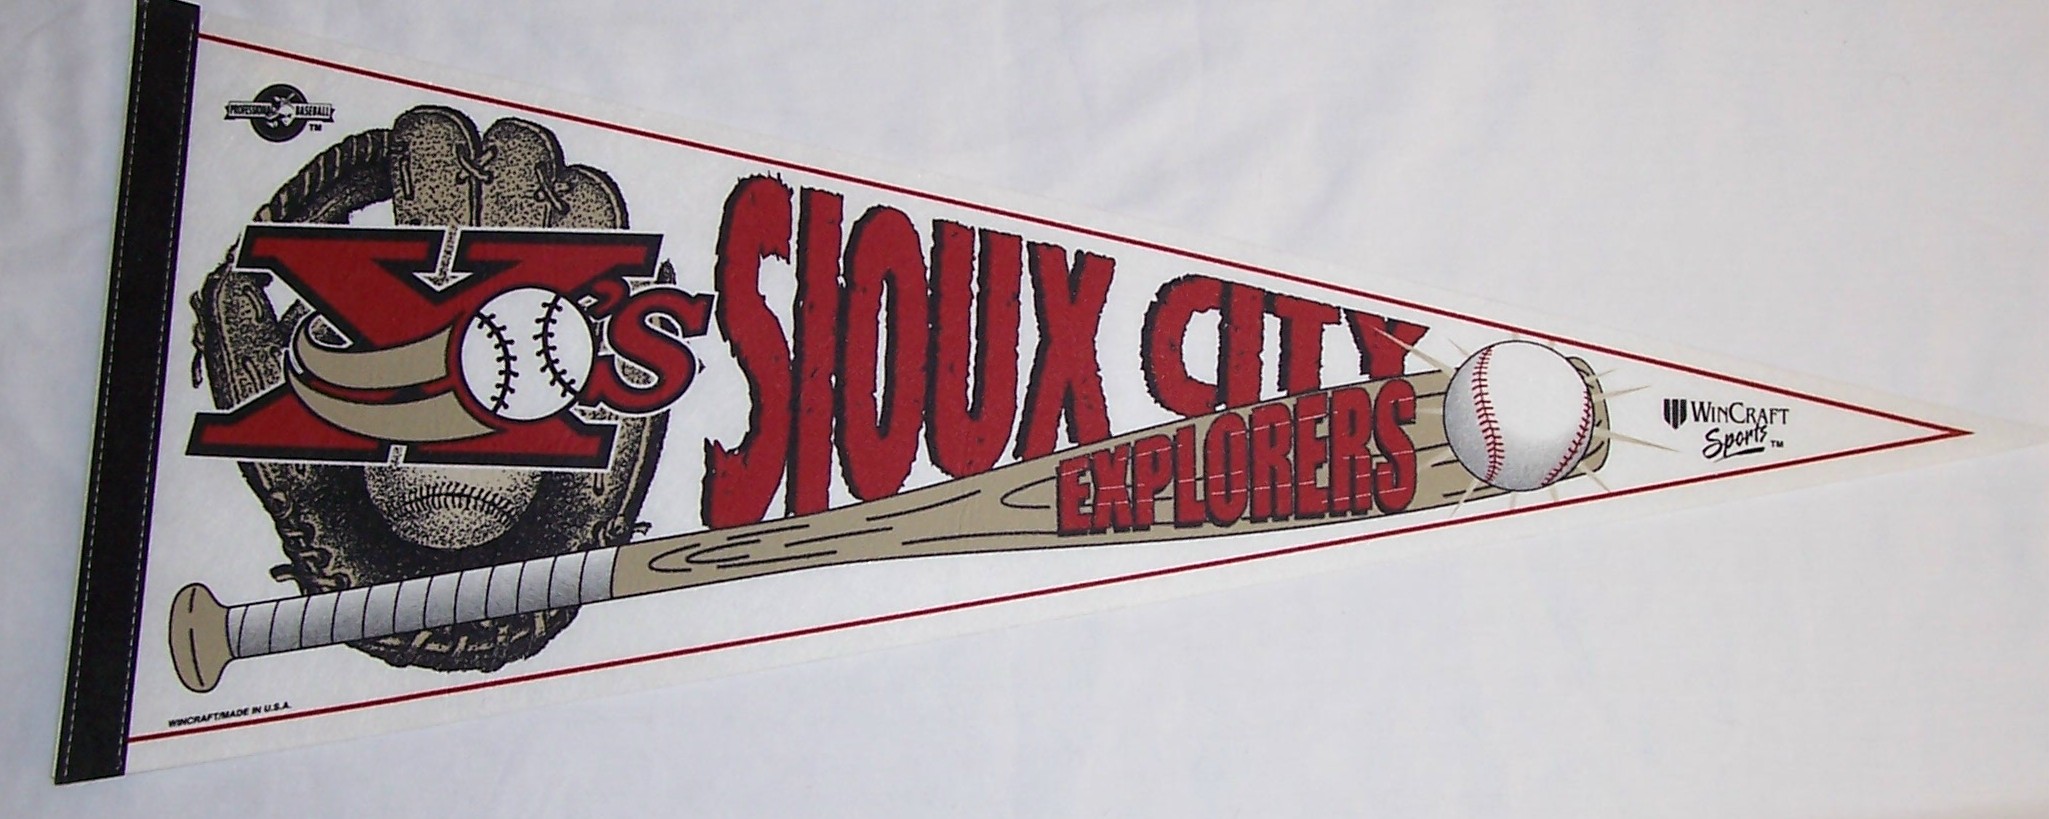 PROFESSIONAL BASEBALL
TM
X's
SIOUX CITY
EXPLORERS
WINCRAFT
Sports TM
WINCRAFT/MADE IN U.S.A.